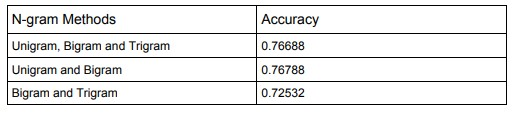 N-gram Methods Accuracy
Unigram, Bigram and Trigram 0.76688
Unigram and Bigram 0.76788
Bigram and Trigram 0.72532